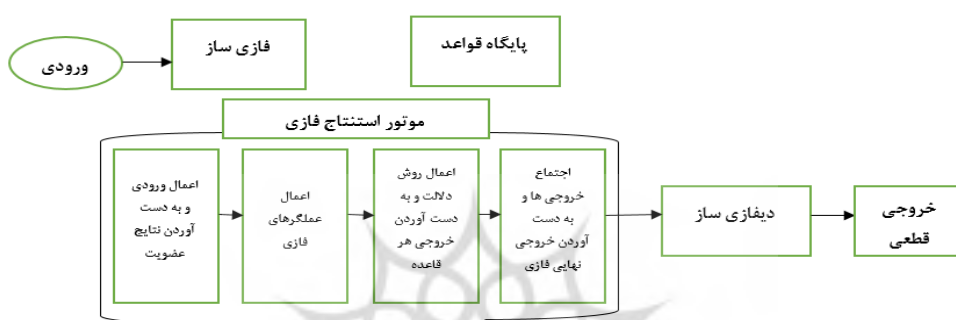 ورودی
فازی ساز
پایگاه قواعد
موتور استنتاج فازی
اعمال ورودی
و به دست
آوردن نتایج
عضویت
اعمال
عملگرهای
فازی
اعمال روش
دلالت و به
دست آوردن
خروجی هر
قاعده
اجتماع
خروجی ها و
به دست
آوردن خروجی
نهایی فازی
دیفازی ساز
خروجی
قطعی